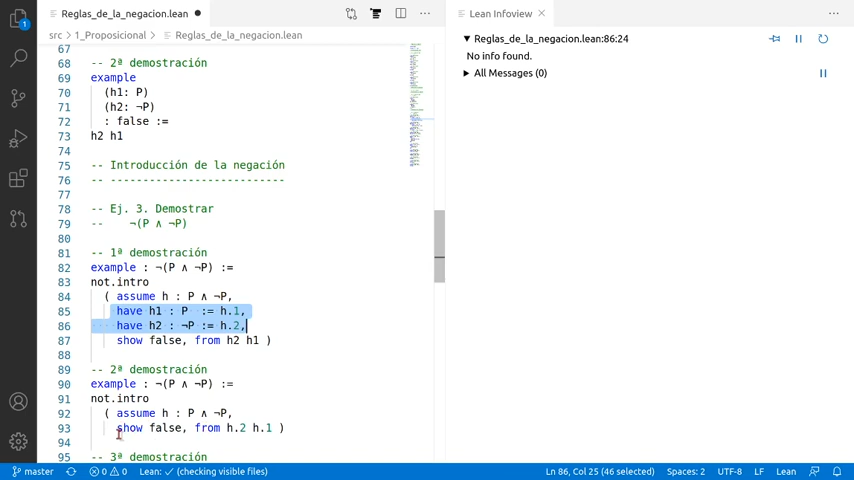 Reglas_de_la_negacion.lean ●
Lean Infoview ×
src > 1_Proposicional > Reglas_de_la_negacion.lean
Reglas_de_la_negacion.lean:86:24
No info found.
All Messages (0)
1
67
68 -- 2ª demostración
69 example
70 (h1: P)
71 (h2: ¬P)
72 : false :=
73 h2 h1
74
75 -- Introducción de la negación
76 -- ---------------------------
77
78 -- Ej. 3. Demostrar
79 -- ¬(P ∧ ¬P)
80
81 -- 1ª demostración
82 example : ¬(P ∧ ¬P) :=
83 not.intro
84 ( assume h : P ∧ ¬P,
85 have h1 : P := h.1,
86 have h2 : ¬P := h.2,
87 show false, from h2 h1 )
88
89 -- 2ª demostración
90 example : ¬(P ∧ ¬P) :=
91 not.intro
92 ( assume h : P ∧ ¬P,
93 show false, from h.2 h.1 )
94
95 -- 3ª demostración
master 0 0 Lean: ✓ (checking visible files) Ln 86, Col 25 (46 selected) Spaces: 2 UTF-8 LF Lean